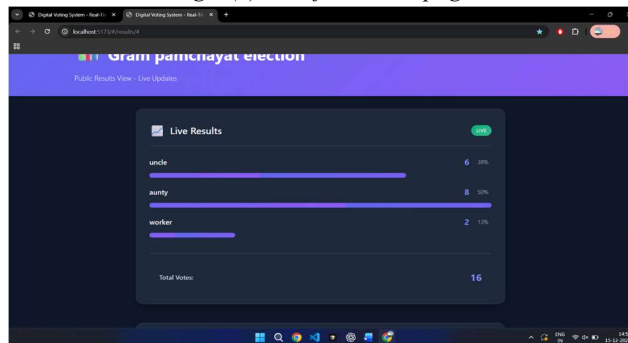 Digital Voting System - Real-Ti
Digital Voting System - Real-Ti
localhost:5173/#/results/4
Gram pamchayat election
Public Results View - Live Updates
Live Results
LIVE
uncle 6 38%
aunty 8 50%
worker 2 13%
Total Votes: 16
ENG
IN